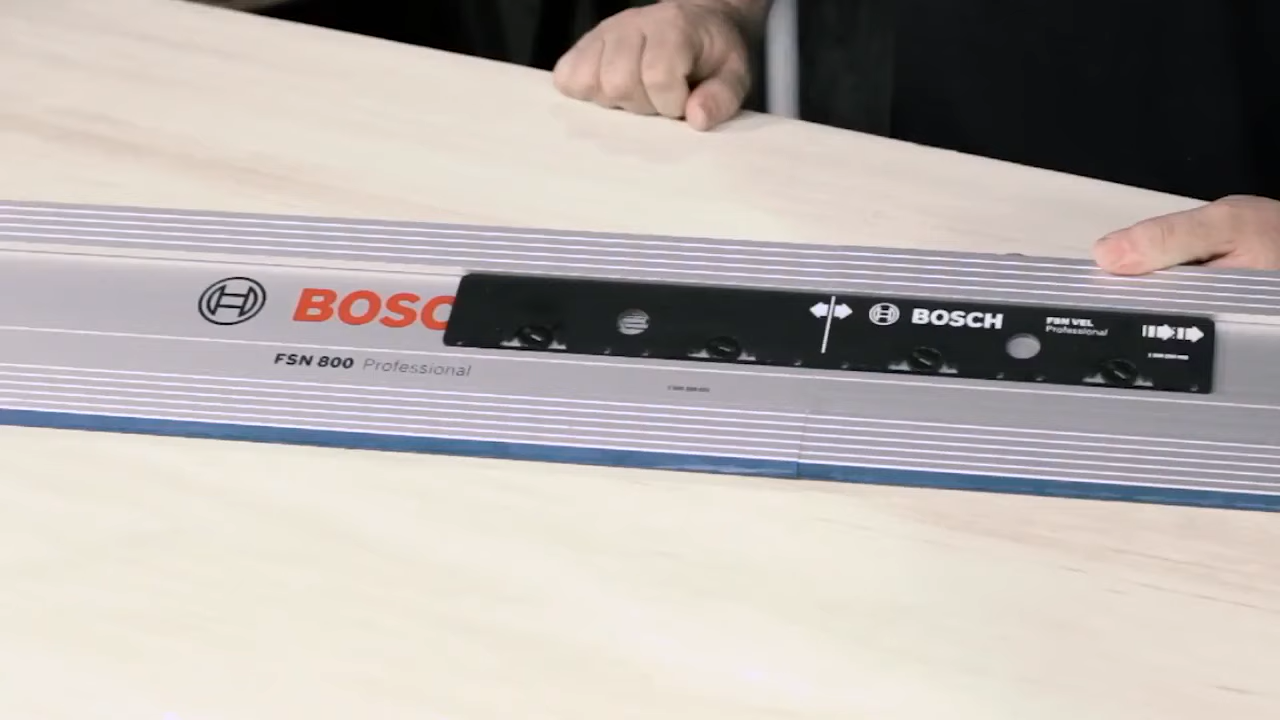 BOSC
FSN 800 Professional
BOSCH
FSN VEL
Professional